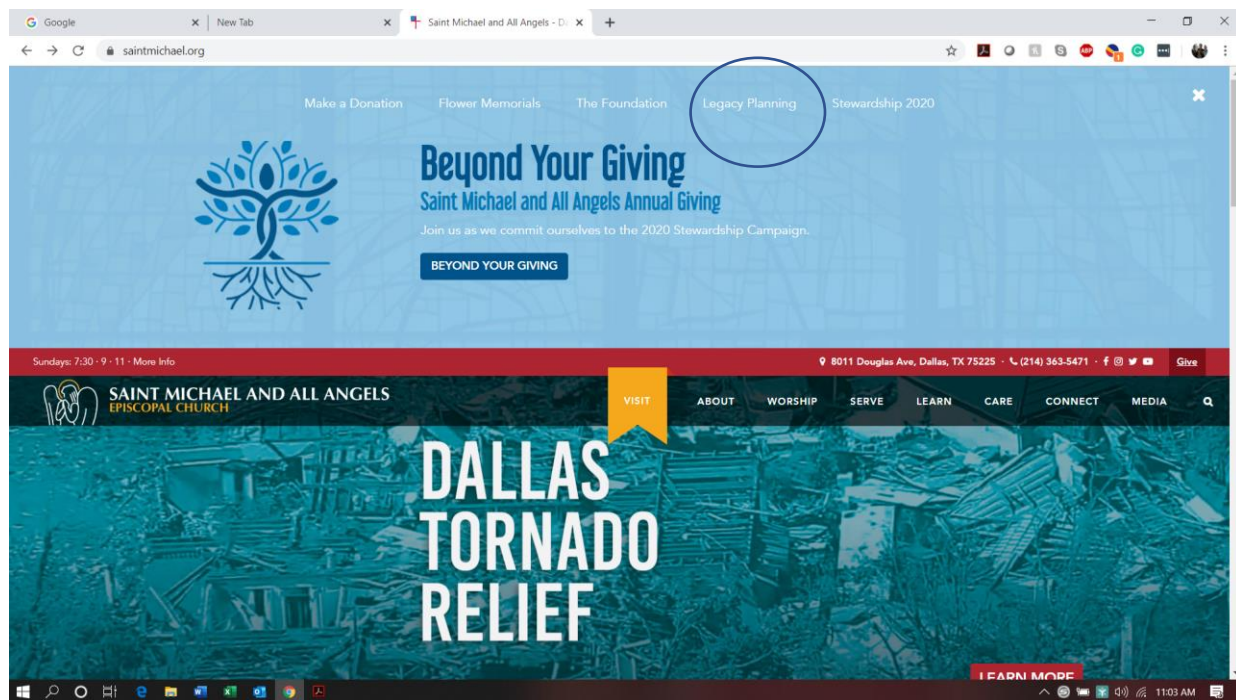 Google
New Tab
Saint Michael and All Angels - Da
saintmichael.org
Make a Donation Flower Memorials The Foundation Legacy Planning Stewardship 2020
Beyond Your Giving
Saint Michael and All Angels Annual Giving
Join us as we commit ourselves to the 2020 Stewardship Campaign.
BEYOND YOUR GIVING
Sundays: 7:30 · 9 · 11 · More Info
8011 Douglas Ave, Dallas, TX 75225 · (214) 363-5471 · Give
SAINT MICHAEL AND ALL ANGELS
EPISCOPAL CHURCH
VISIT ABOUT WORSHIP SERVE LEARN CARE CONNECT MEDIA
DALLAS
TORNADO
RELIEF
LEARN MORE
11:03 AM